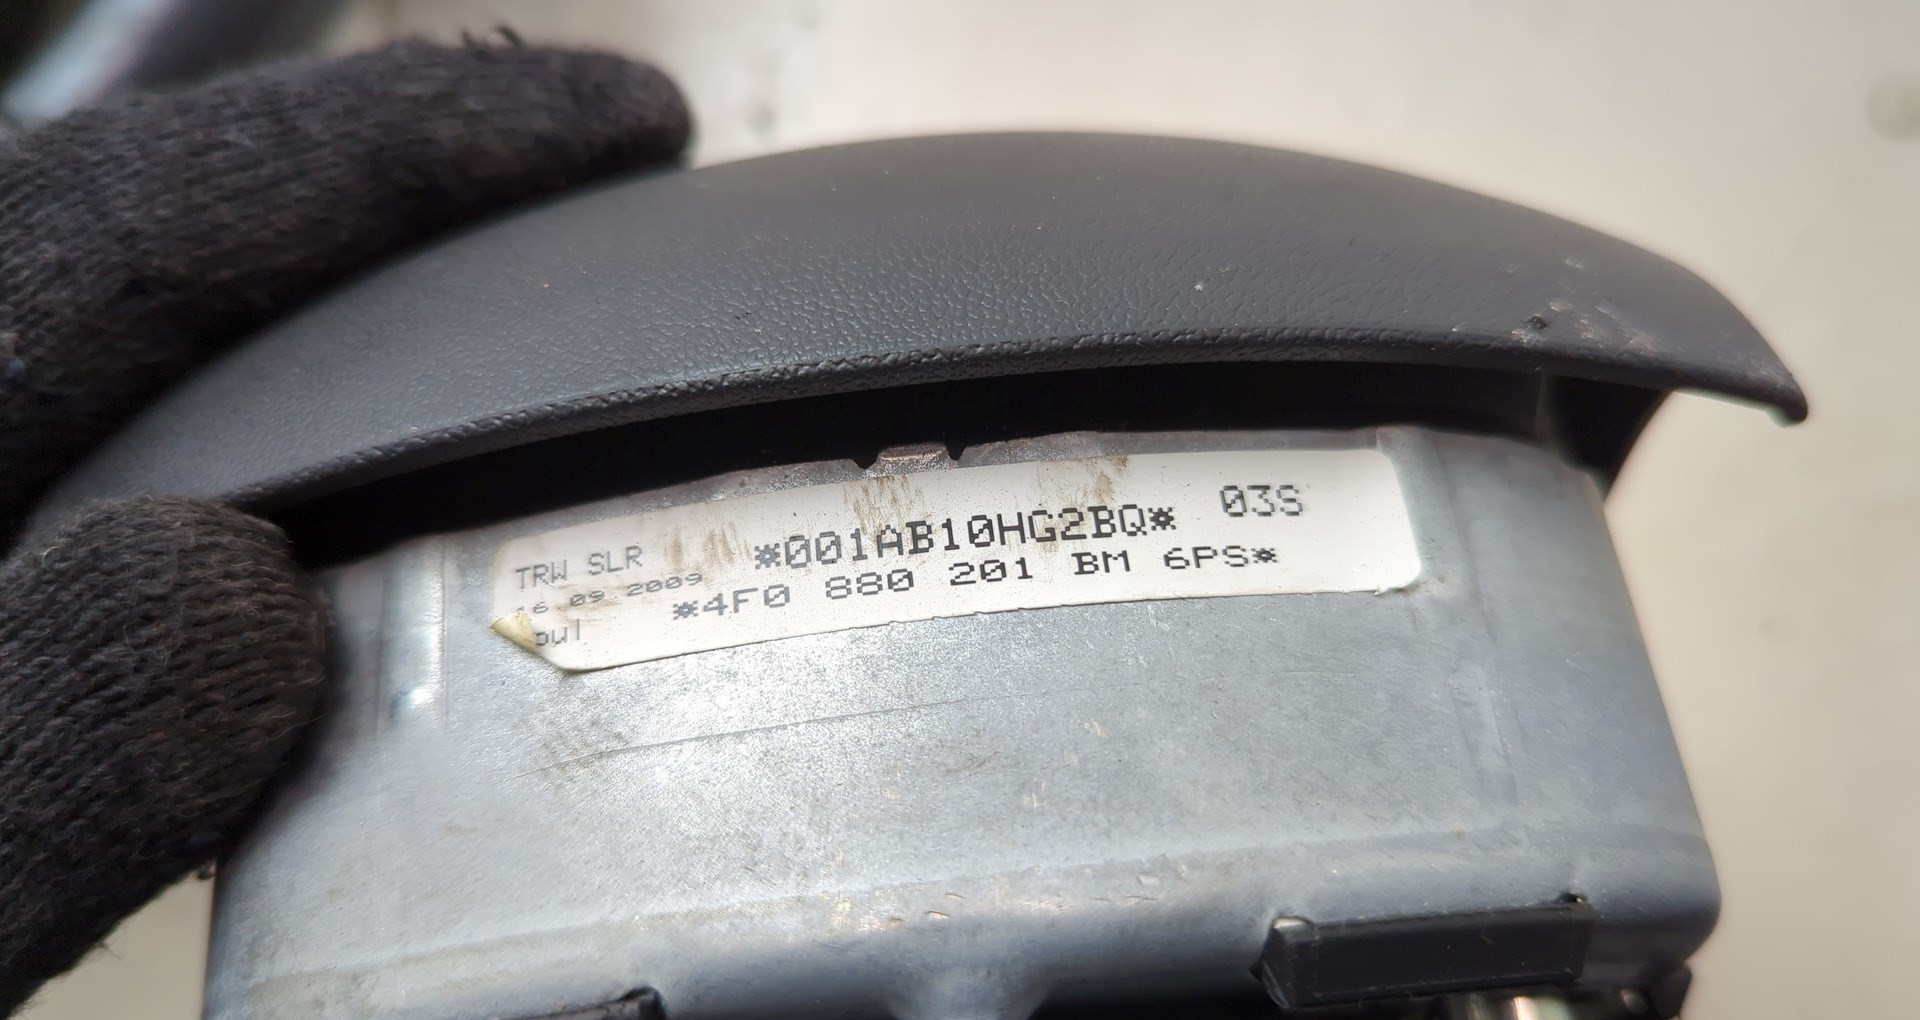 TRW SLR *001AB10HG2BQ* 03S
16.09.2009 *4F0 880 201 BM 6PS*